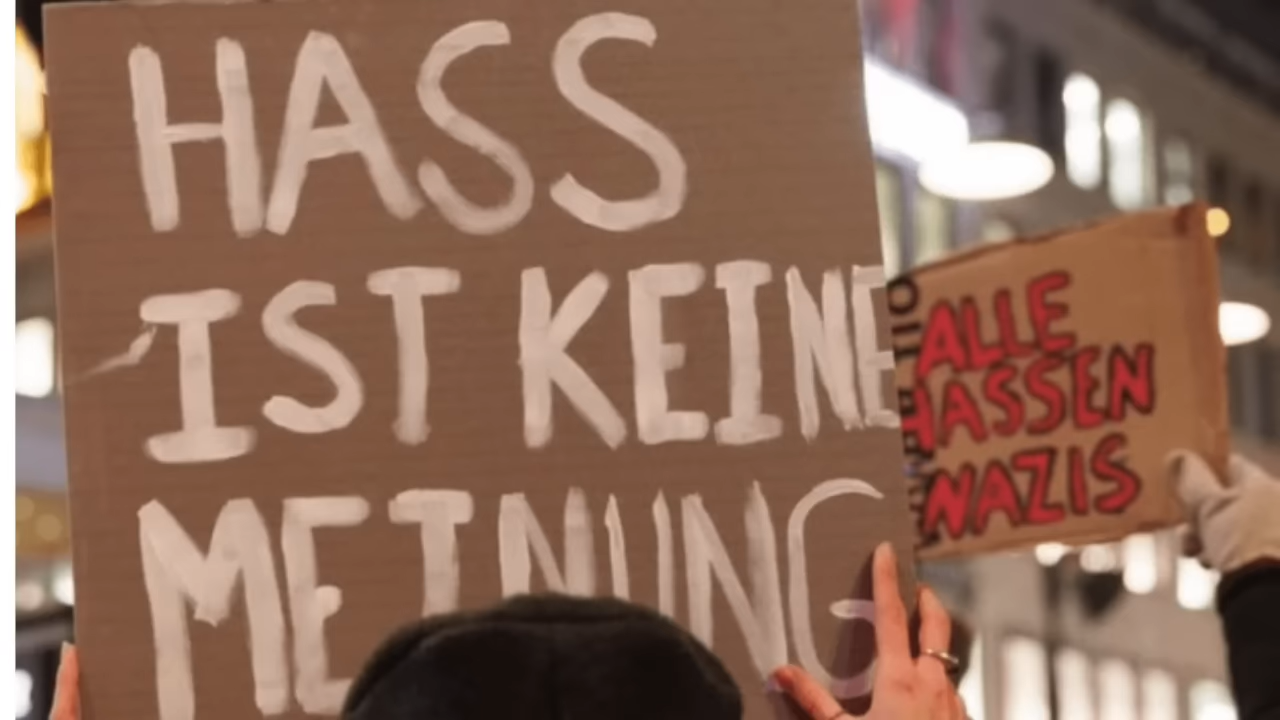 HASS
IST KEINE
MEINUNG
ALLE
HASSEN
NAZIS